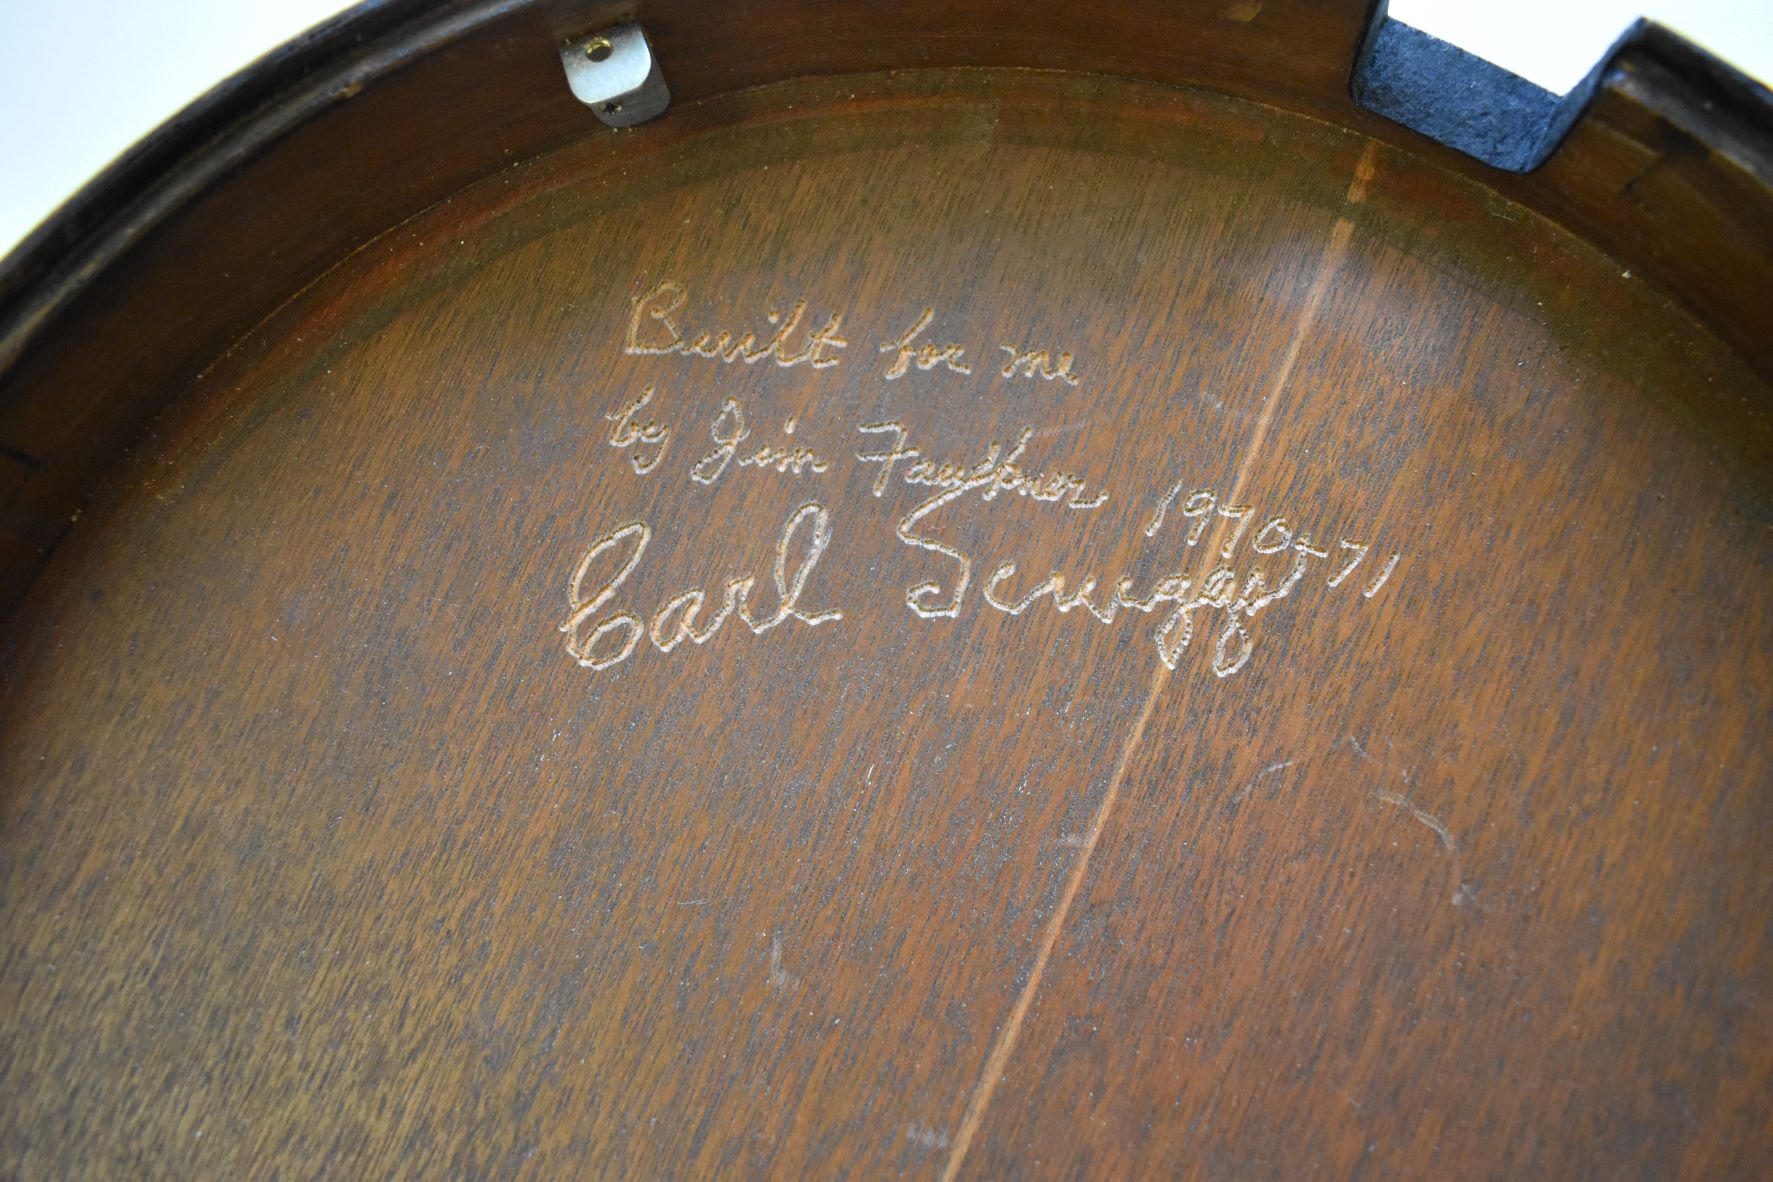 Built for me
by Jim Faulkner 1970-71
Earl Scruggs